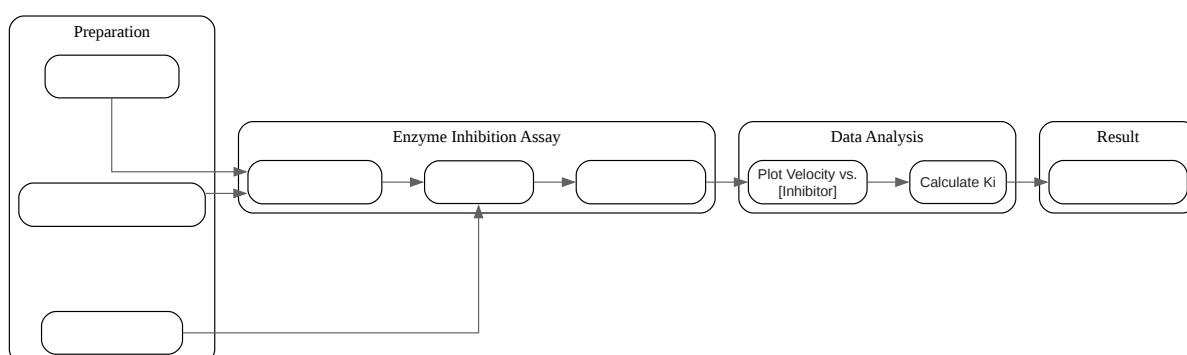 Preparation
Enzyme Inhibition Assay
Data Analysis
Result
Plot Velocity vs.
[Inhibitor]
Calculate Ki